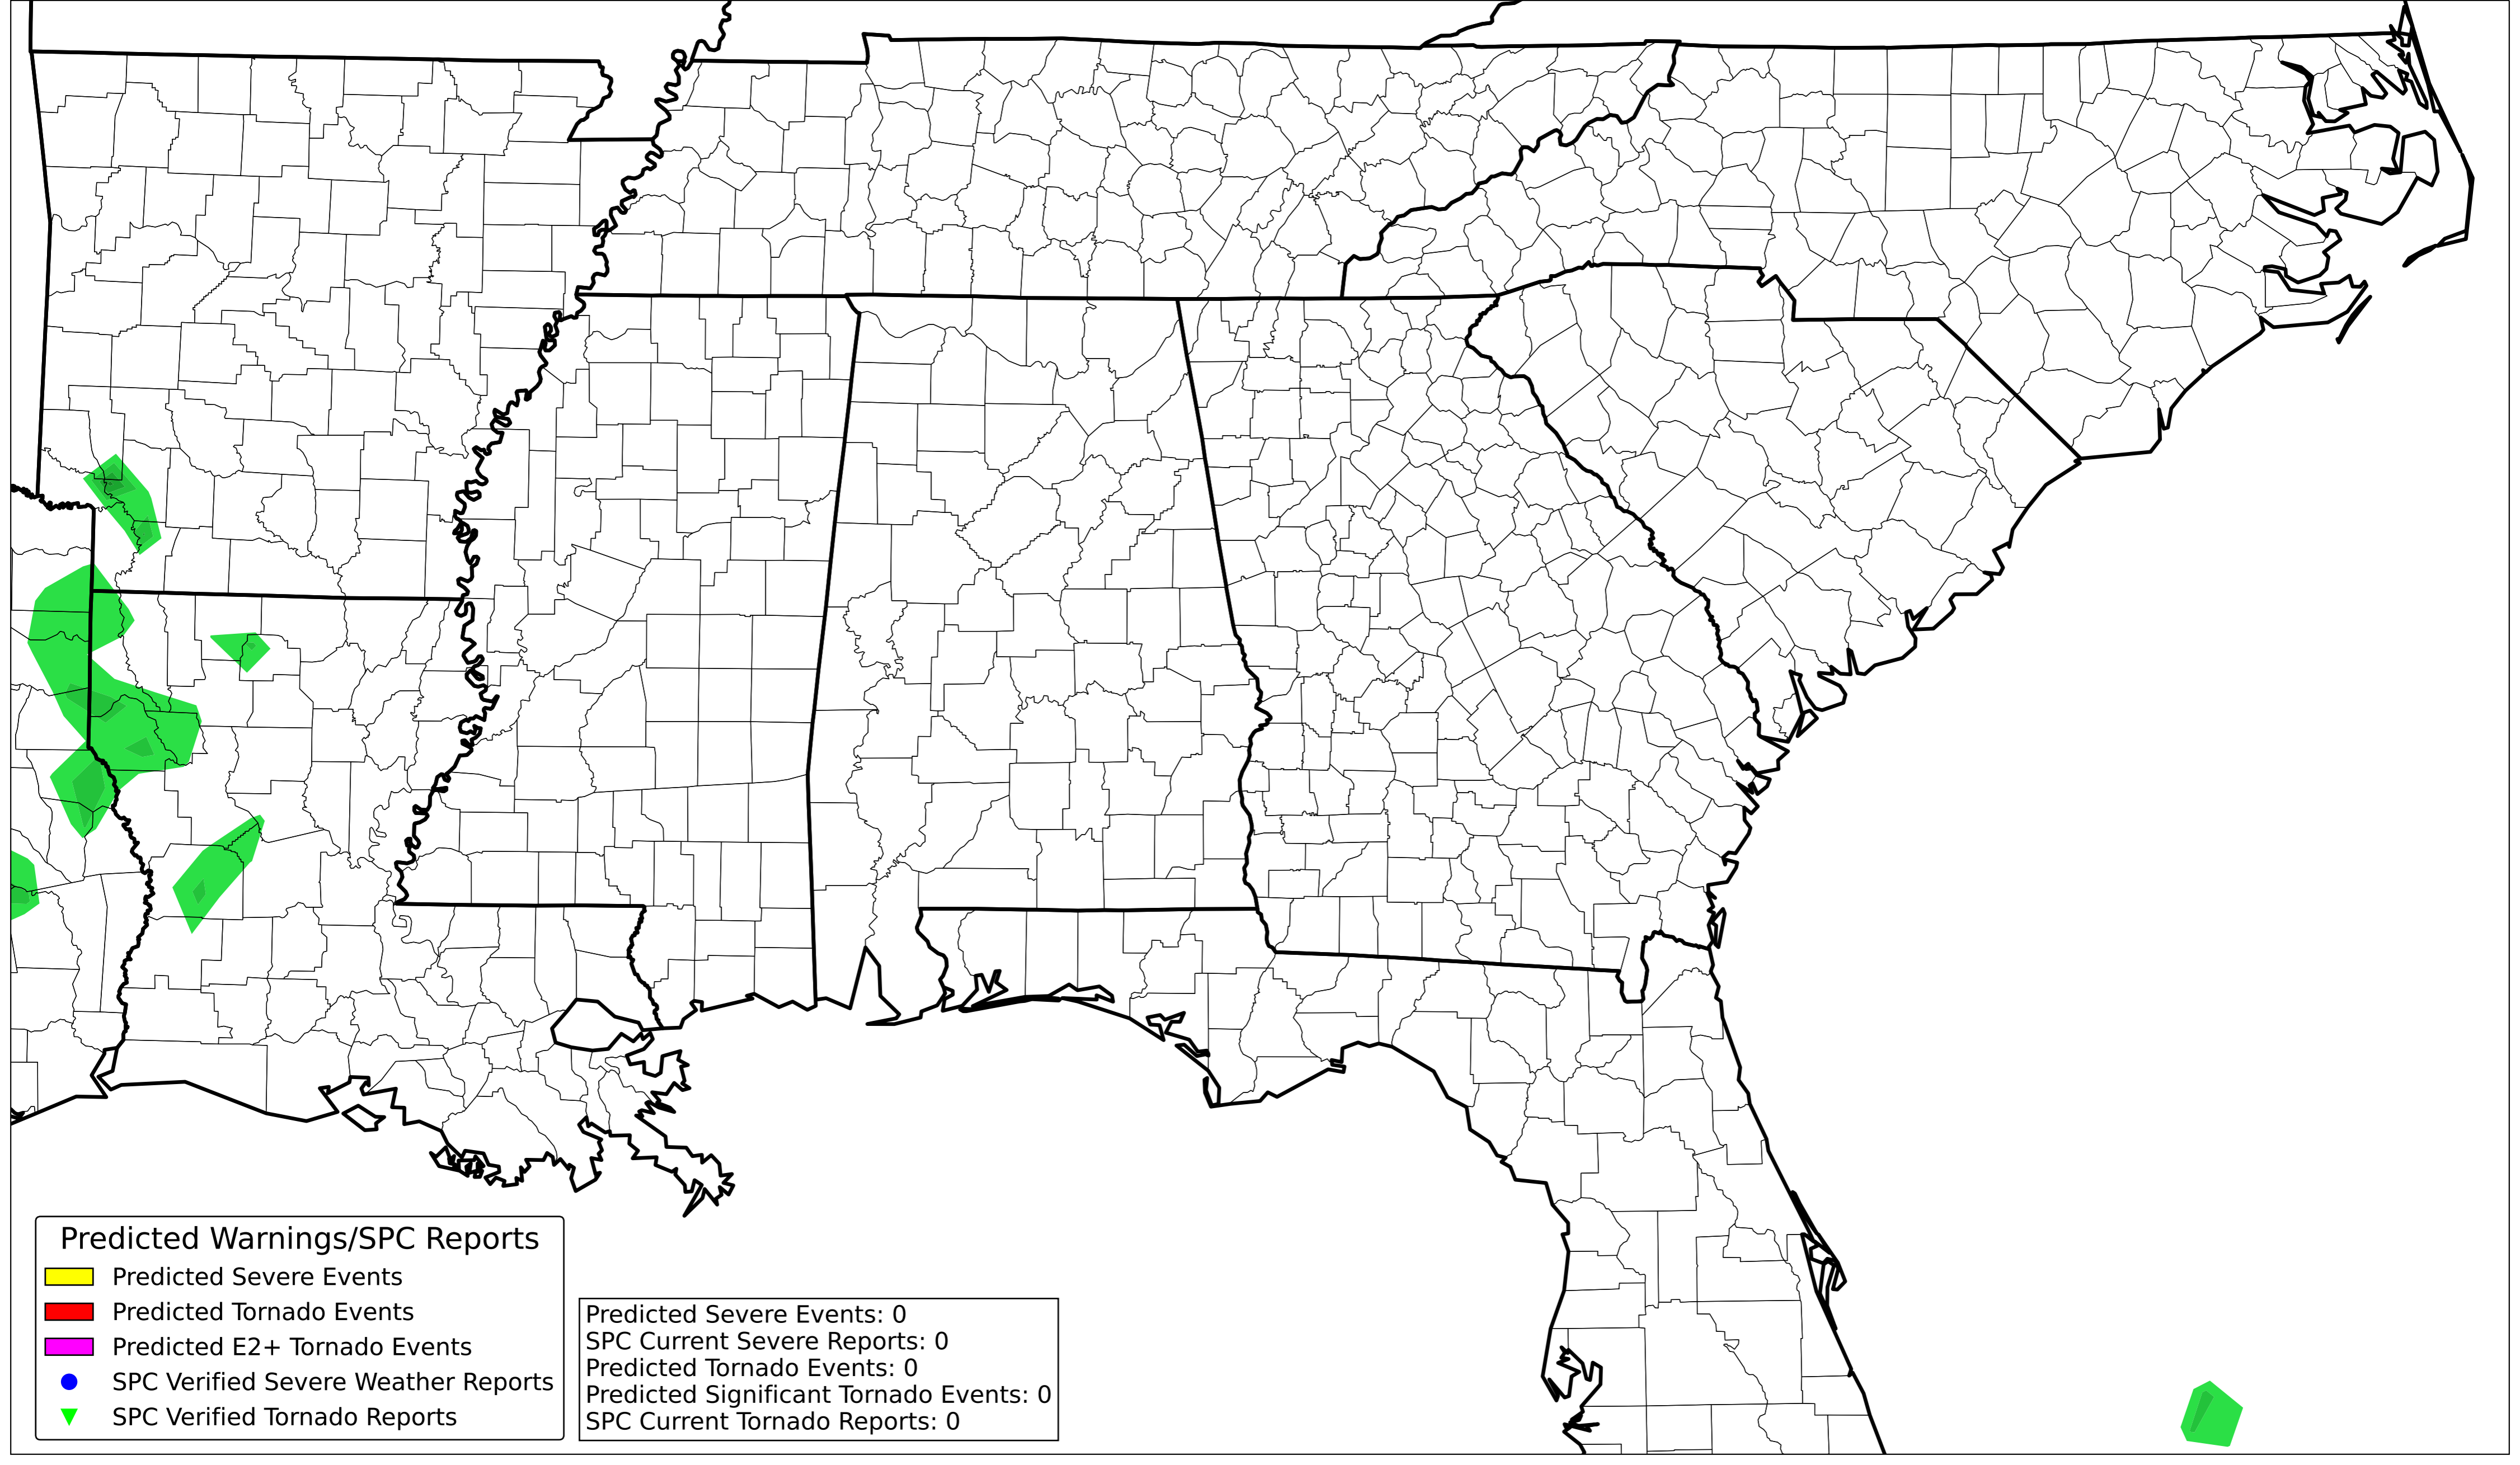 Predicted Warnings/SPC Reports
Predicted Severe Events
Predicted Tornado Events
Predicted E2+ Tornado Events
SPC Verified Severe Weather Reports
SPC Verified Tornado Reports
Predicted Severe Events: 0
SPC Current Severe Reports: 0
Predicted Tornado Events: 0
Predicted Significant Tornado Events: 0
SPC Current Tornado Reports: 0